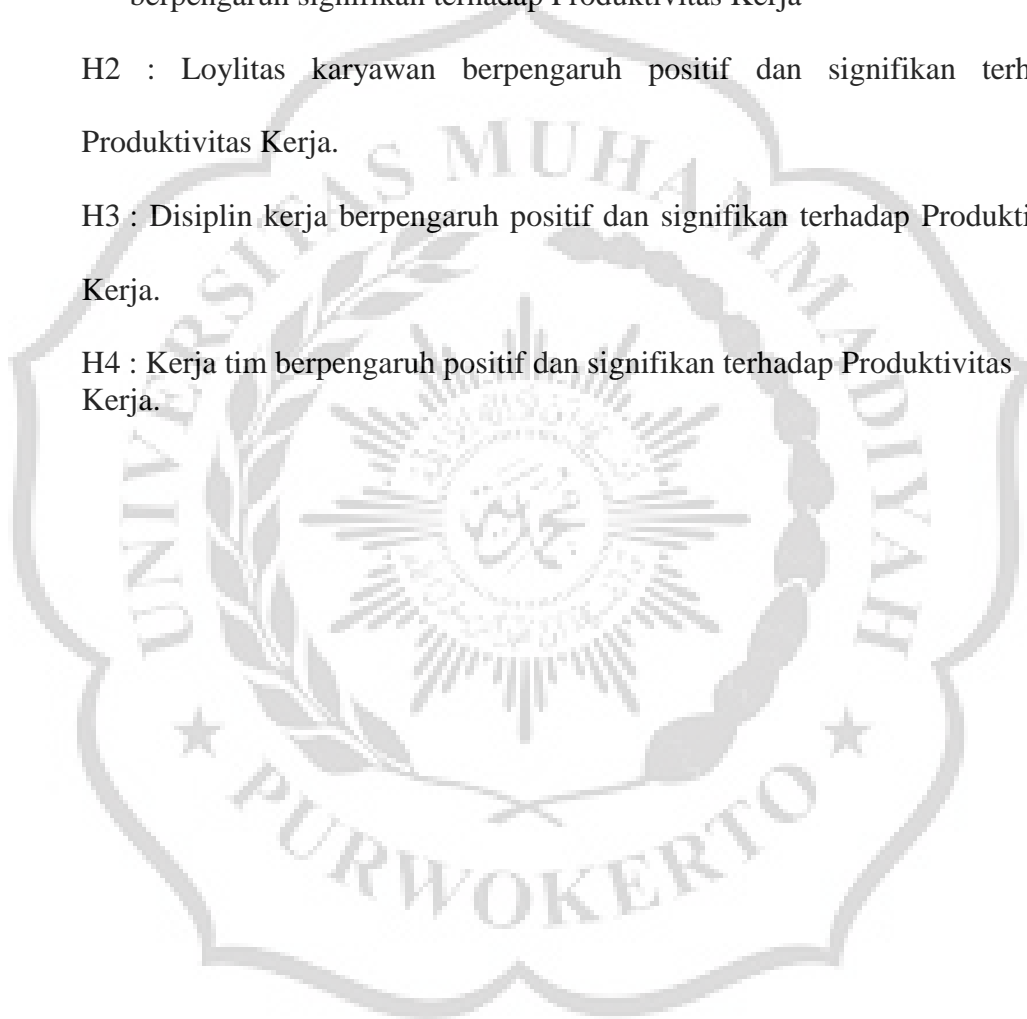 berpengaruh signifikan terhadap Produktivitas Kerja
H2 : Loylitas karyawan berpengaruh positif dan signifikan terh
Produktivitas Kerja.
H3 : Disiplin kerja berpengaruh positif dan signifikan terhadap Produkti
Kerja.
H4 : Kerja tim berpengaruh positif dan signifikan terhadap Produktivitas
Kerja.
UNIVERSITAS MUHAMMADIYAH
PURWOKERTO